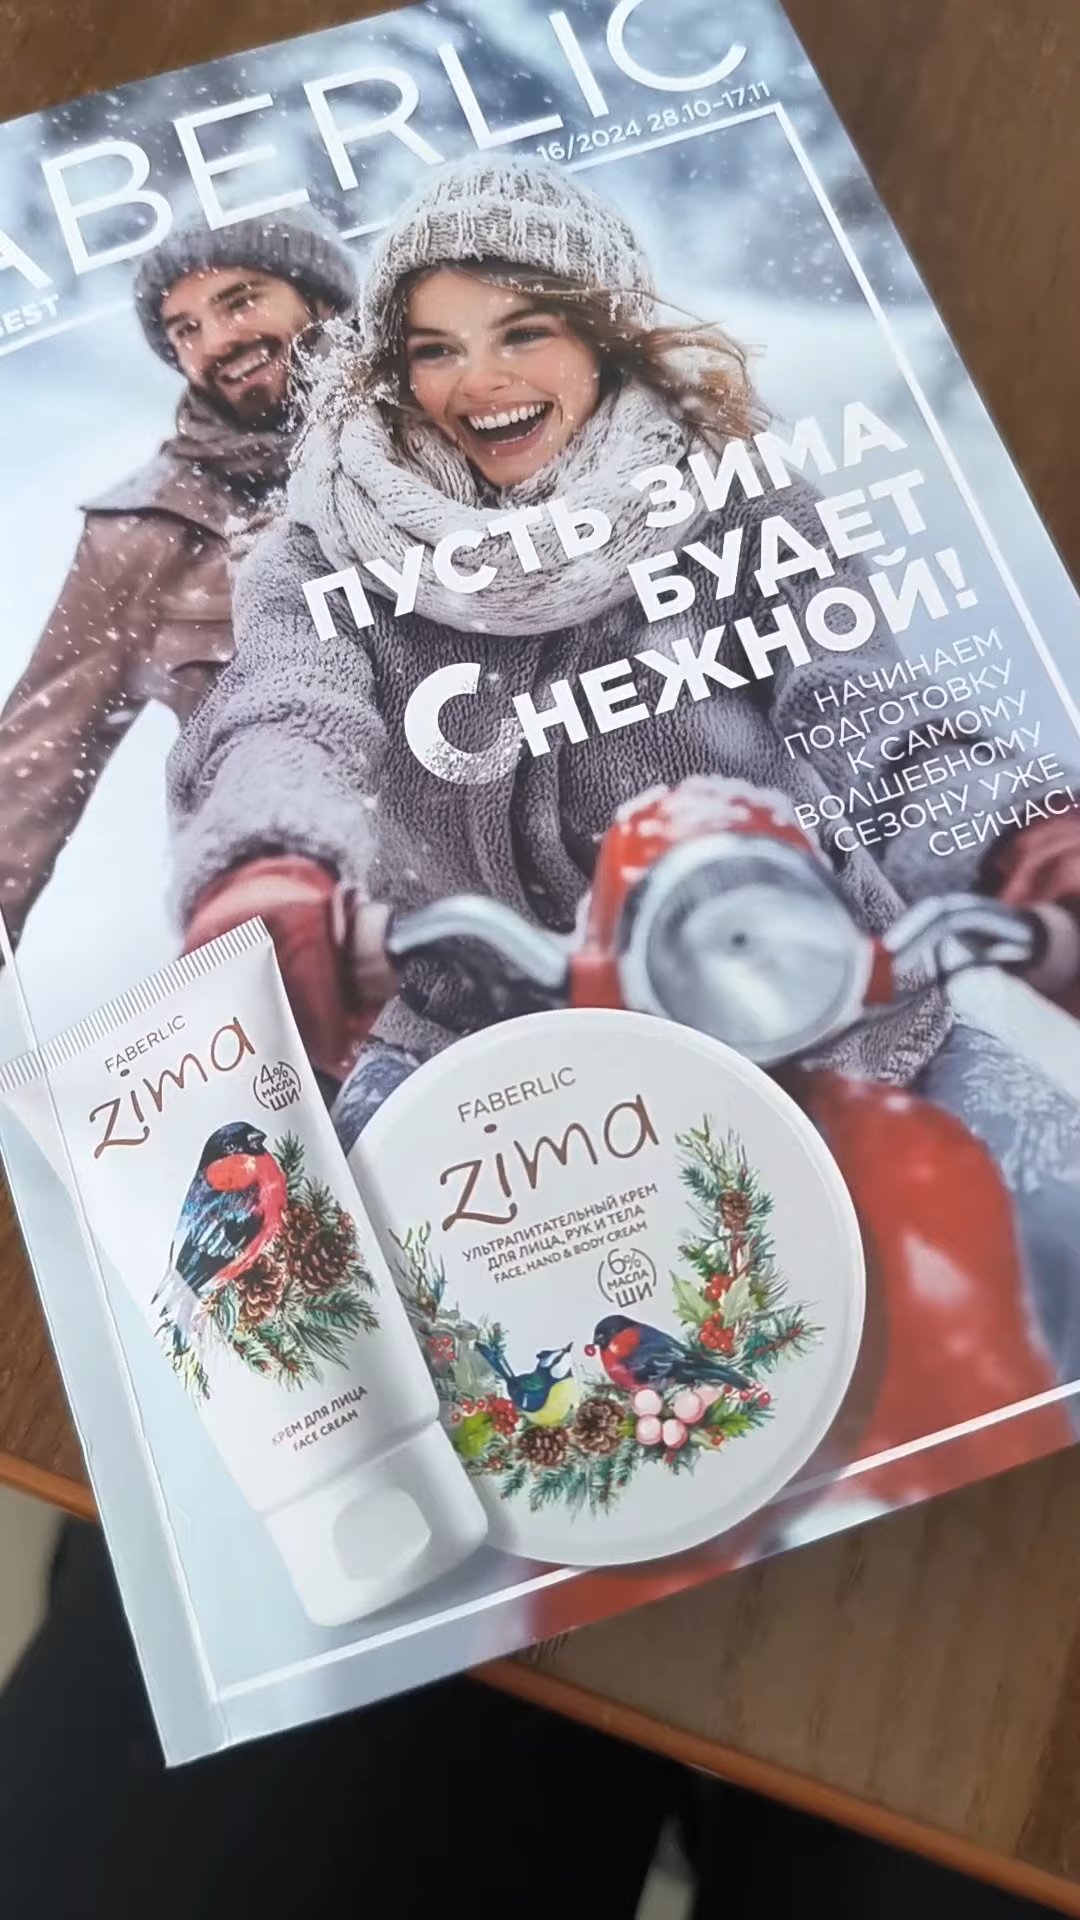 ABERLIC
16/2024 28.10-17.11
BEST
ПУСТЬ ЗИМА
БУДЕТ
СНЕЖНОЙ!
НАЧИНАЕМ
ПОДГОТОВКУ
К САМОМУ
ВОЛШЕБНОМУ
СЕЗОНУ УЖЕ
СЕЙЧАС!
FABERLIC
zima
4%
МАСЛА
ШИ
КРЕМ ДЛЯ ЛИЦА
FACE CREAM
FABERLIC
zima
УЛЬТРАПИТАТЕЛЬНЫЙ КРЕМ
ДЛЯ ЛИЦА, РУК И ТЕЛА
FACE, HAND & BODY CREAM
6%
МАСЛА
ШИ